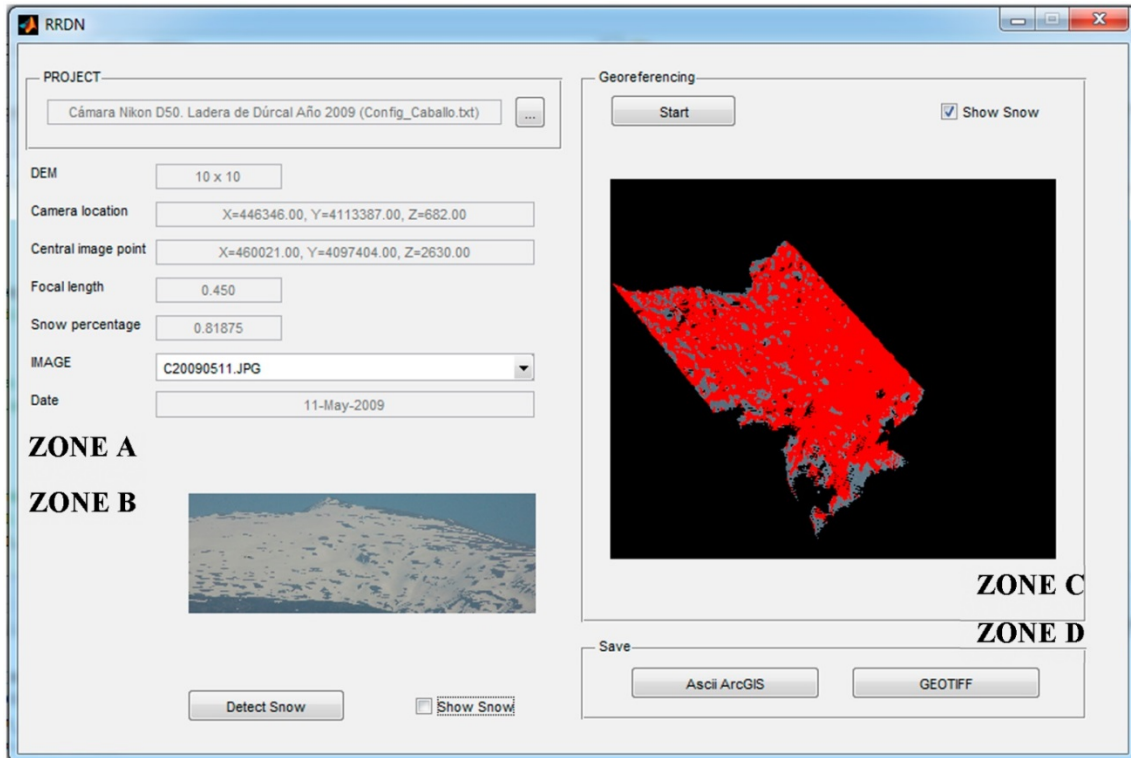 RRDN
PROJECT
Cámara Nikon D50. Ladera de Dúrcal Año 2009 (Config_Caballo.txt)
...
DEM
10 x 10
Camera location
X=446346.00, Y=4113387.00, Z=682.00
Central image point
X=460021.00, Y=4097404.00, Z=2630.00
Focal length
0.450
Snow percentage
0.81875
IMAGE
C20090511.JPG
Date
11-May-2009
ZONE A
ZONE B
Detect Snow
Show Snow
Georeferencing
Start
Show Snow
ZONE C
ZONE D
Save
Ascii ArcGIS
GEOTIFF